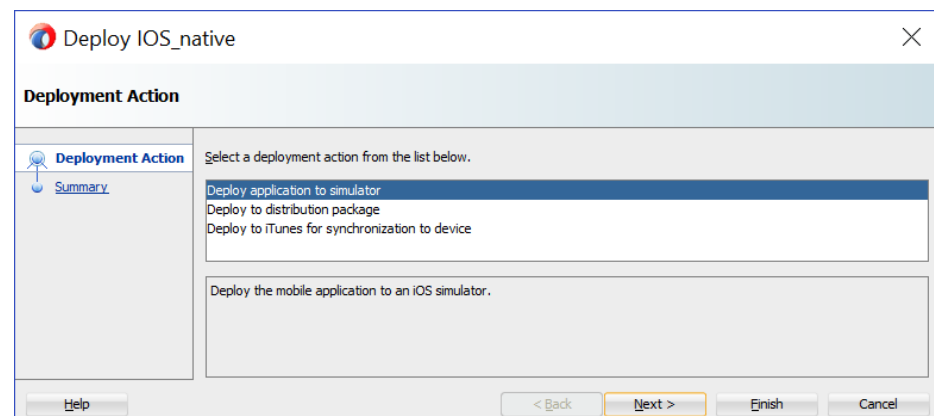 Deploy IOS_native
Deployment Action
Deployment Action
Summary
Select a deployment action from the list below.
Deploy application to simulator
Deploy to distribution package
Deploy to iTunes for synchronization to device
Deploy the mobile application to an iOS simulator.
Help
< Back
Next >
Finish
Cancel